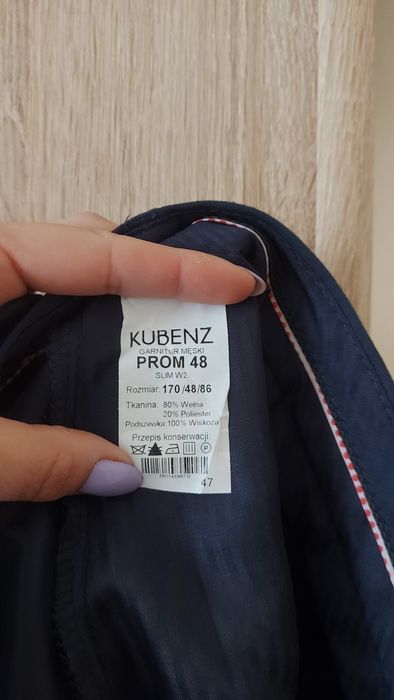 KUBENZ
GARNITUR MĘSKI
PROM 48
SLIM W2.
Rozmiar: 170/48/86
Tkanina: 80% Wełna
20% Poliester
Podszewka:100% Wiskoza
Przepis konserwacji:
47